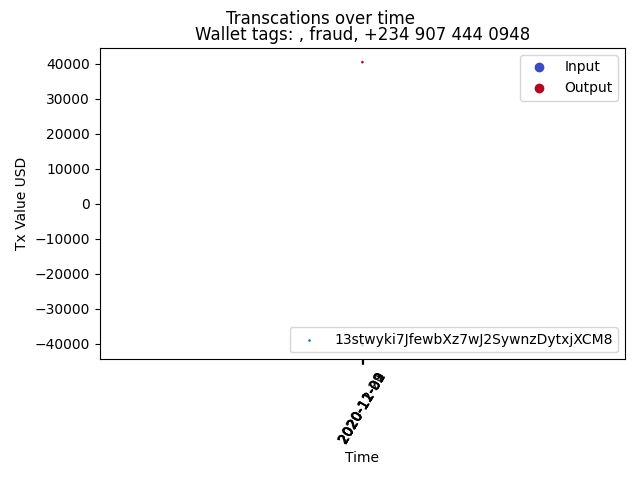 Transcations over time
Wallet tags: , fraud, +234 907 444 0948
Input
Output
40000
30000
20000
10000
0
−10000
−20000
−30000
−40000
Tx Value USD
13stwyki7JfewbXz7wJ2SywnzDytxjXCM8
Time